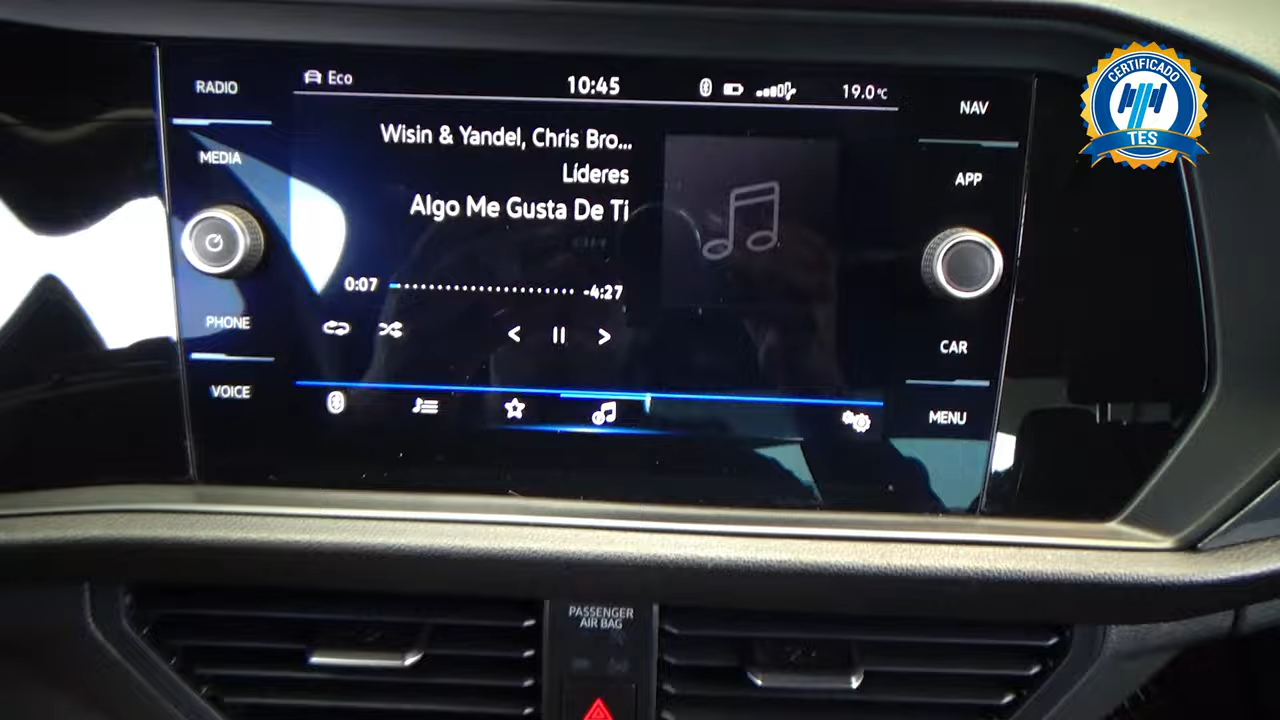 RADIO
MEDIA
PHONE
VOICE
Eco
10:45
19.0°C
Wisin & Yandel, Chris Bro...
Líderes
Algo Me Gusta De Ti
0:07
-4:27
NAV
APP
CAR
MENU
PASSENGER
AIR BAG
CERTIFICADO
TES